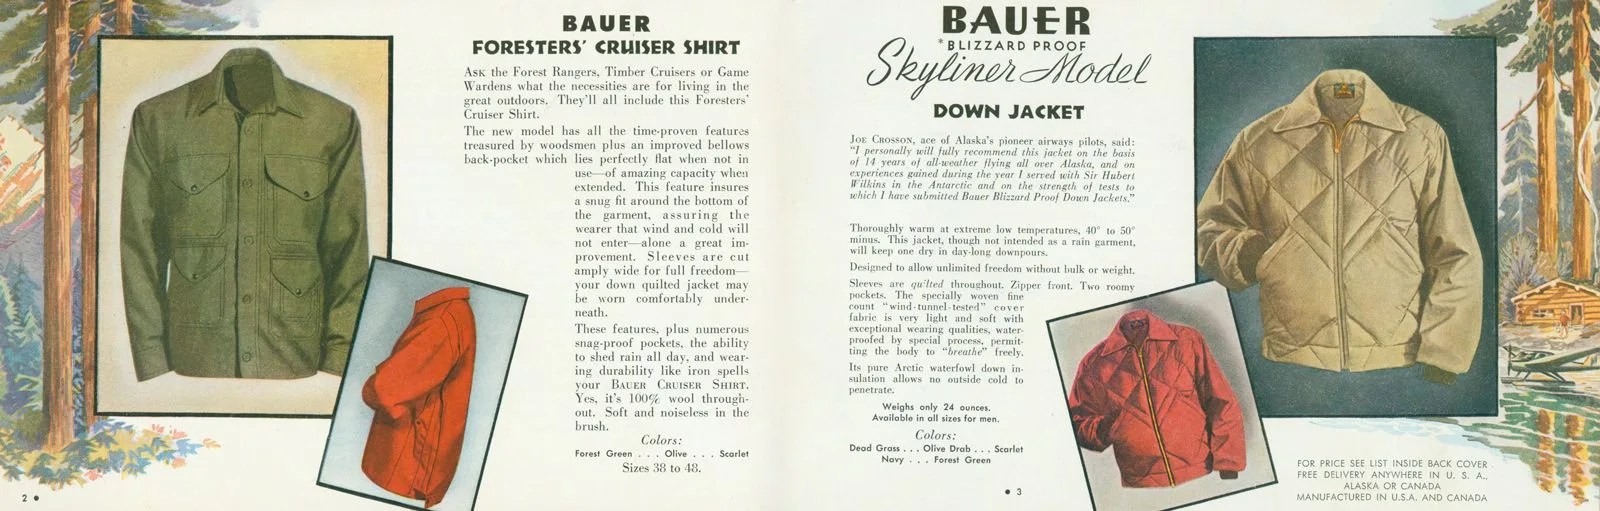 BAUER
FORESTERS' CRUISER SHIRT
ASK the Forest Rangers, Timber Cruisers or Game
Wardens what the necessities are for living in the
great outdoors. They'll all include this Foresters'
Cruiser Shirt.
The new model has all the time-proven features
treasured by woodsmen plus an improved bellows
back-pocket which lies perfectly flat when not in
use—of amazing capacity when
extended. This feature insures
a snug fit around the bottom of
the garment, assuring the
wearer that wind and cold will
not enter—alone a great im-
provement. Sleeves are cut
amply wide for full freedom—
your down quilted jacket may
be worn comfortably under-
neath.
These features, plus numerous
snag-proof pockets, the ability
to shed rain all day, and wear-
ing durability like iron spells
your BAUER CRUISER SHIRT.
Yes, it's 100% wool through-
out. Soft and noiseless in the
brush.
Colors:
Forest Green . . . Olive . . . Scarlet
Sizes 38 to 48.
2 •
BAUER
*BLIZZARD PROOF
Skyliner Model
DOWN JACKET
JOE CROSSON, ace of Alaska's pioneer airways pilots, said:
"I personally will fully recommend this jacket on the basis
of 14 years of all-weather flying all over Alaska, and on
experiences gained during the year I served with Sir Hubert
Wilkins in the Antarctic and on the strength of tests to
which I have submitted Bauer Blizzard Proof Down Jackets."
Thoroughly warm at extreme low temperatures, 40° to 50°
minus. This jacket, though not intended as a rain garment,
will keep one dry in day-long downpours.
Designed to allow unlimited freedom without bulk or weight.
Sleeves are quilted throughout. Zipper front. Two roomy
pockets. The specially woven fine
count "wind-tunnel-tested" cover
fabric is very light and soft with
exceptional wearing qualities, water-
proofed by special process, permit-
ting the body to "breathe" freely.
Its pure Arctic waterfowl down in-
sulation allows no outside cold to
penetrate.
Weighs only 24 ounces.
Available in all sizes for men.
Colors:
Dead Grass . . . Olive Drab . . . Scarlet
Navy . . . Forest Green
• 3
FOR PRICE SEE LIST INSIDE BACK COVER
FREE DELIVERY ANYWHERE IN U. S. A.,
ALASKA OR CANADA
MANUFACTURED IN U.S.A. AND CANADA